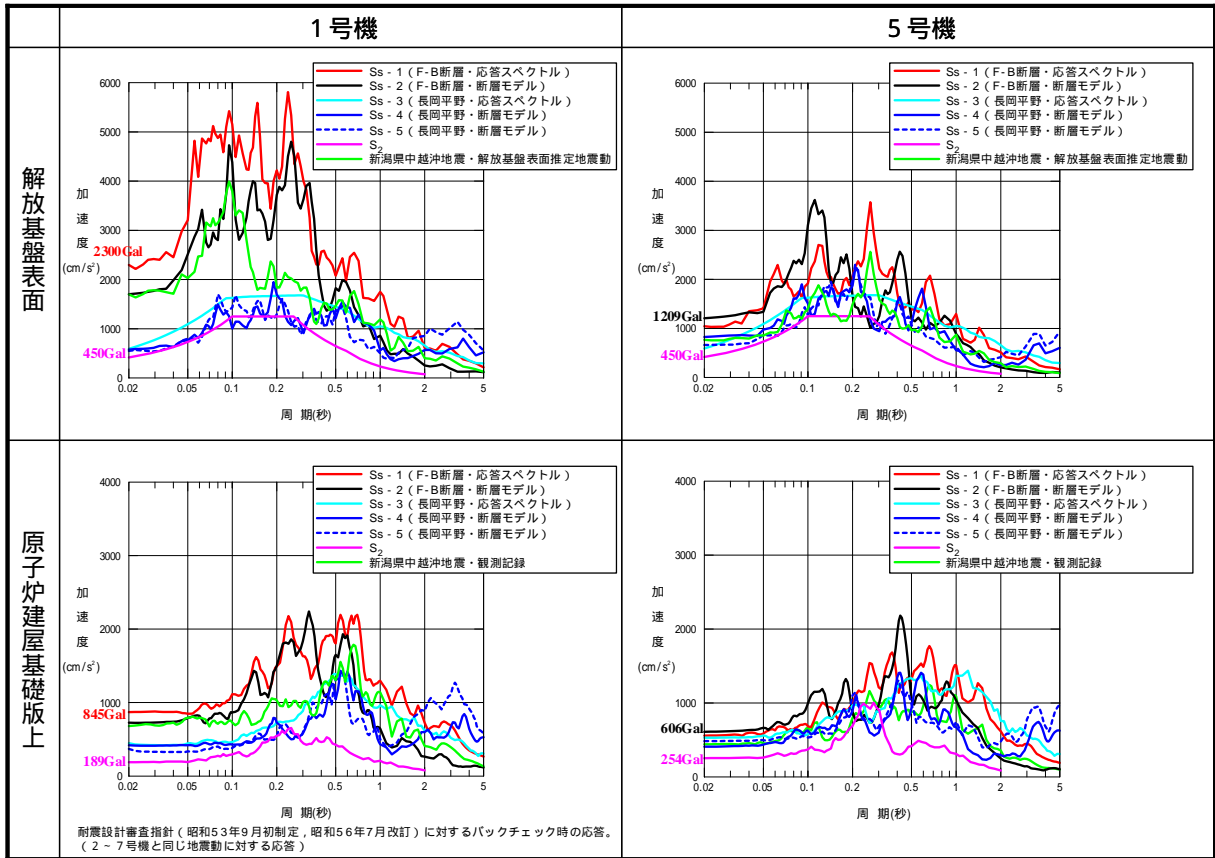 1号機
5号機
解放基盤表面
Ss - 1 ( F-B断層・応答スペクトル )
Ss - 2 ( F-B断層・断層モデル )
Ss - 3 ( 長岡平野・応答スペクトル )
Ss - 4 ( 長岡平野・断層モデル )
Ss - 5 ( 長岡平野・断層モデル )
S2
新潟県中越沖地震・解放基盤表面推定地震動
6000
5000
4000
3000
2000
1000
0
加速度
(cm/s²)
2300Gal
450Gal
0.02
0.05
0.1
0.2
0.5
1
2
5
周 期(秒)
Ss - 1 ( F-B断層・応答スペクトル )
Ss - 2 ( F-B断層・断層モデル )
Ss - 3 ( 長岡平野・応答スペクトル )
Ss - 4 ( 長岡平野・断層モデル )
Ss - 5 ( 長岡平野・断層モデル )
S2
新潟県中越沖地震・解放基盤表面推定地震動
6000
5000
4000
3000
2000
1000
0
加速度
(cm/s²)
1209Gal
450Gal
0.02
0.05
0.1
0.2
0.5
1
2
5
周 期(秒)
原子炉建屋基礎版上
Ss - 1 ( F-B断層・応答スペクトル )
Ss - 2 ( F-B断層・断層モデル )
Ss - 3 ( 長岡平野・応答スペクトル )
Ss - 4 ( 長岡平野・断層モデル )
Ss - 5 ( 長岡平野・断層モデル )
S2
新潟県中越沖地震・観測記録
4000
3000
2000
1000
0
加速度
(cm/s²)
845Gal
189Gal
0.02
0.05
0.1
0.2
0.5
1
2
5
周 期(秒)
耐震設計審査指針 ( 昭和53年9月初制定 , 昭和56年7月改訂 ) に対するバックチェック時の応答。
( 2 ~ 7号機と同じ地震動に対する応答 )
Ss - 1 ( F-B断層・応答スペクトル )
Ss - 2 ( F-B断層・断層モデル )
Ss - 3 ( 長岡平野・応答スペクトル )
Ss - 4 ( 長岡平野・断層モデル )
Ss - 5 ( 長岡平野・断層モデル )
S2
新潟県中越沖地震・観測記録
4000
3000
2000
1000
0
加速度
(cm/s²)
606Gal
254Gal
0.02
0.05
0.1
0.2
0.5
1
2
5
周 期(秒)